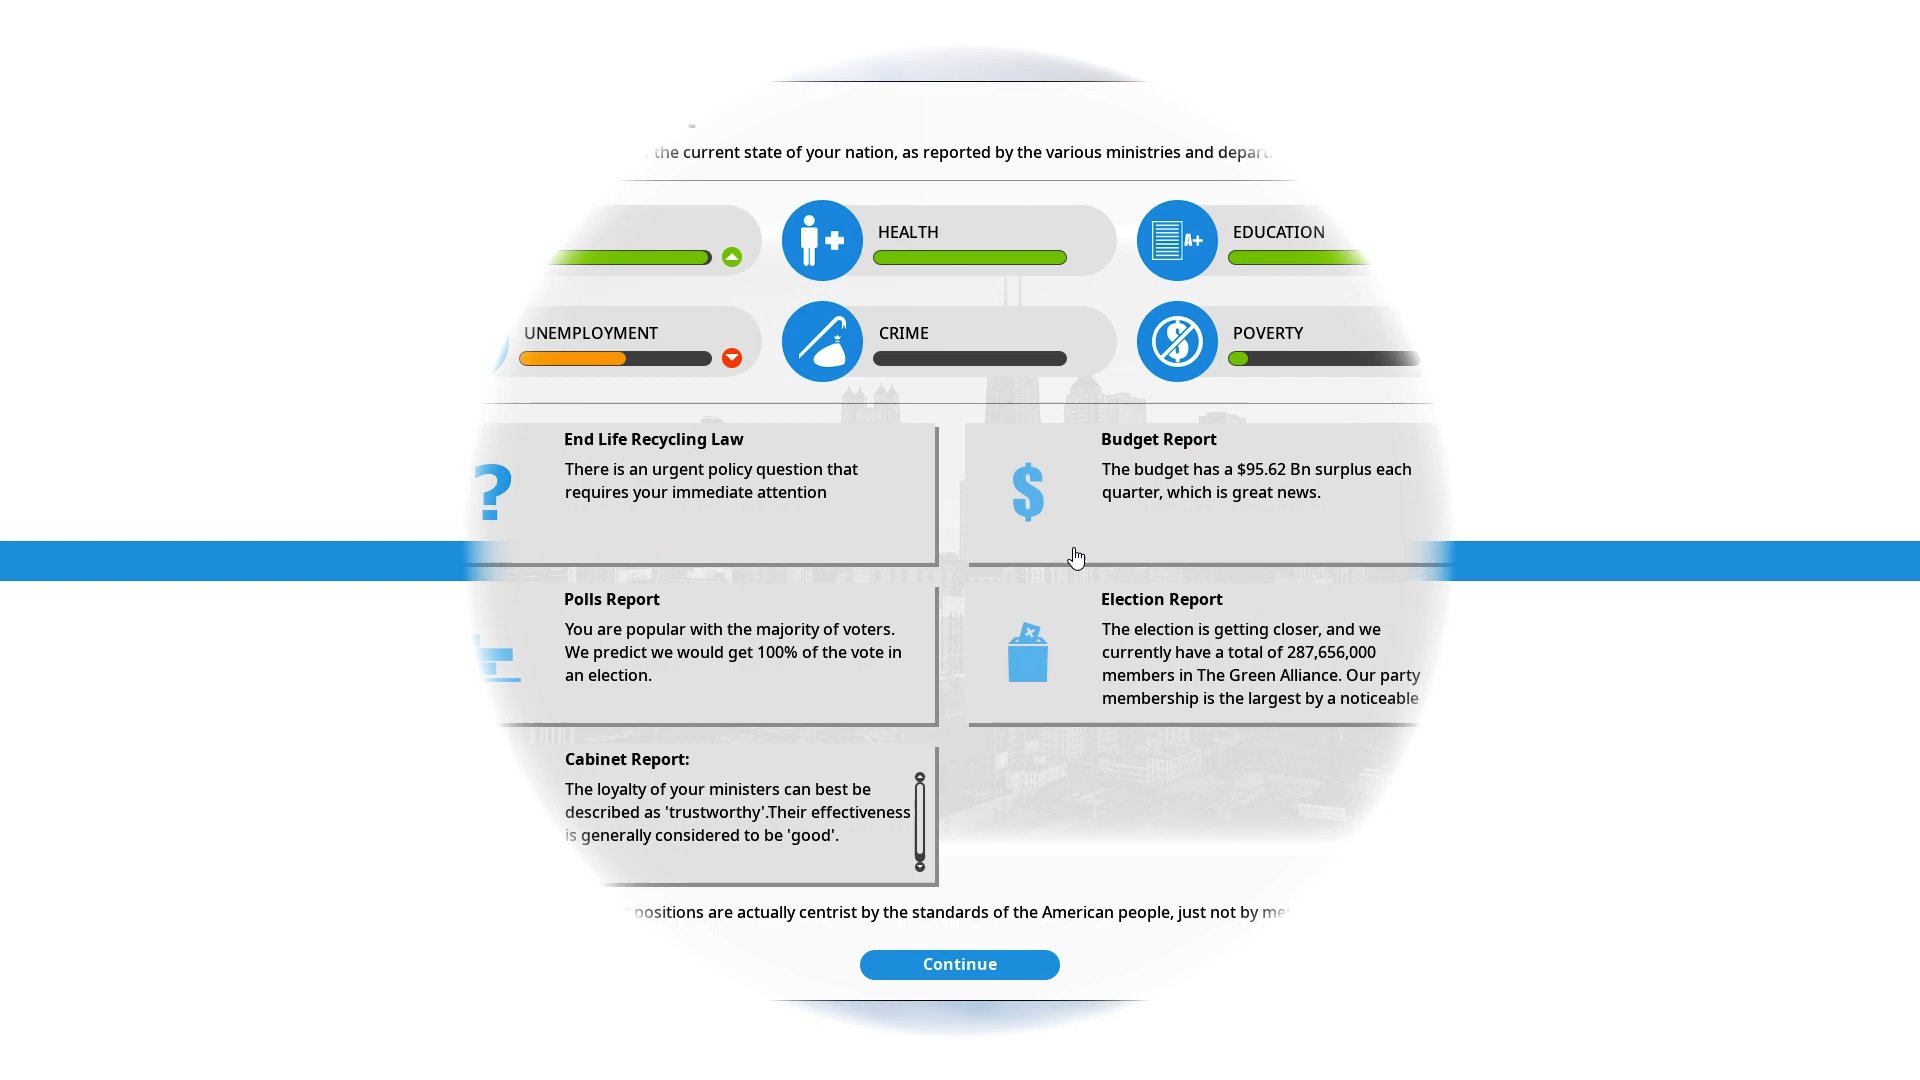 the current state of your nation, as reported by the various ministries and
HEALTH
A+
EDUCATION
UNEMPLOYMENT
CRIME
POVERTY
End Life Recycling Law
There is an urgent policy question that
requires your immediate attention
?
Budget Report
The budget has a $95.62 Bn surplus each
quarter, which is great news.
$
Polls Report
You are popular with the majority of voters.
We predict we would get 100% of the vote in
an election.
Election Report
The election is getting closer, and we
currently have a total of 287,656,000
members in The Green Alliance. Our party
membership is the largest by a noticeable
Cabinet Report:
The loyalty of your ministers can best be
described as 'trustworthy'.Their effectiveness
is generally considered to be 'good'.
positions are actually centrist by the standards of the American people, just not by
Continue